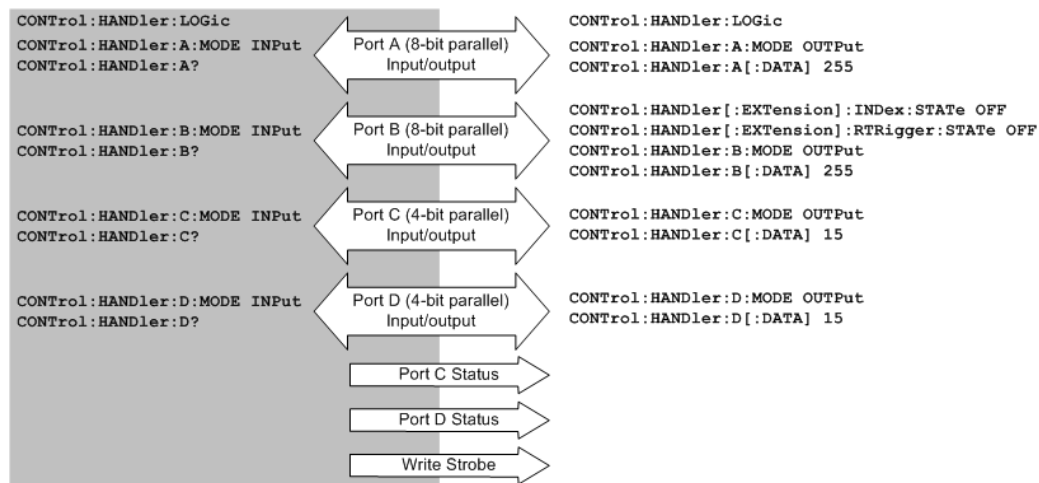 CONTrol:HANDler:LOGic
CONTrol:HANDler:A:MODE INPut
CONTrol:HANDler:A?
Port A (8-bit parallel)
Input/output
CONTrol:HANDler:LOGic
CONTrol:HANDler:A:MODE OUTPut
CONTrol:HANDler:A[:DATA] 255
CONTrol:HANDler:B:MODE INPut
CONTrol:HANDler:B?
Port B (8-bit parallel)
Input/output
CONTrol:HANDler[:EXTension]:INDex:STATe OFF
CONTrol:HANDler[:EXTension]:RTRigger:STATe OFF
CONTrol:HANDler:B:MODE OUTPut
CONTrol:HANDler:B[:DATA] 255
CONTrol:HANDler:C:MODE INPut
CONTrol:HANDler:C?
Port C (4-bit parallel)
Input/output
CONTrol:HANDler:C:MODE OUTPut
CONTrol:HANDler:C[:DATA] 15
CONTrol:HANDler:D:MODE INPut
CONTrol:HANDler:D?
Port D (4-bit parallel)
Input/output
CONTrol:HANDler:D:MODE OUTPut
CONTrol:HANDler:D[:DATA] 15
Port C Status
Port D Status
Write Strobe